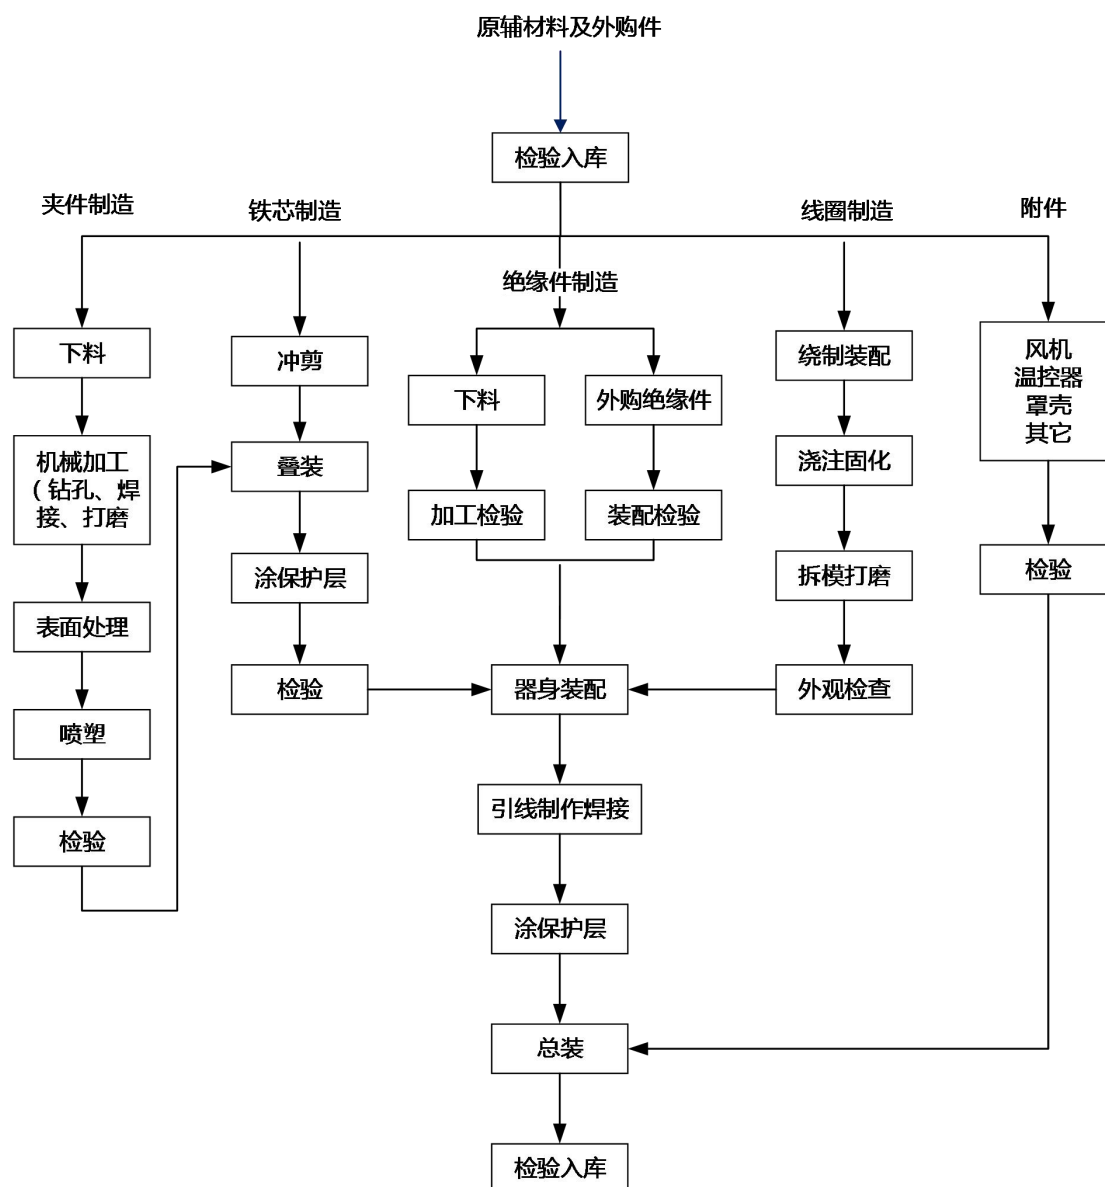 原辅材料及外购件
检验入库
夹件制造
铁芯制造
线圈制造
附件
绝缘件制造
下料
冲剪
绕制装配
风机
温控器
罩壳
其它
下料
外购绝缘件
机械加工
（钻孔、焊
接、打磨
叠装
浇注固化
加工检验
装配检验
涂保护层
拆模打磨
检验
表面处理
检验
器身装配
外观检查
喷塑
引线制作焊接
检验
涂保护层
总装
检验入库